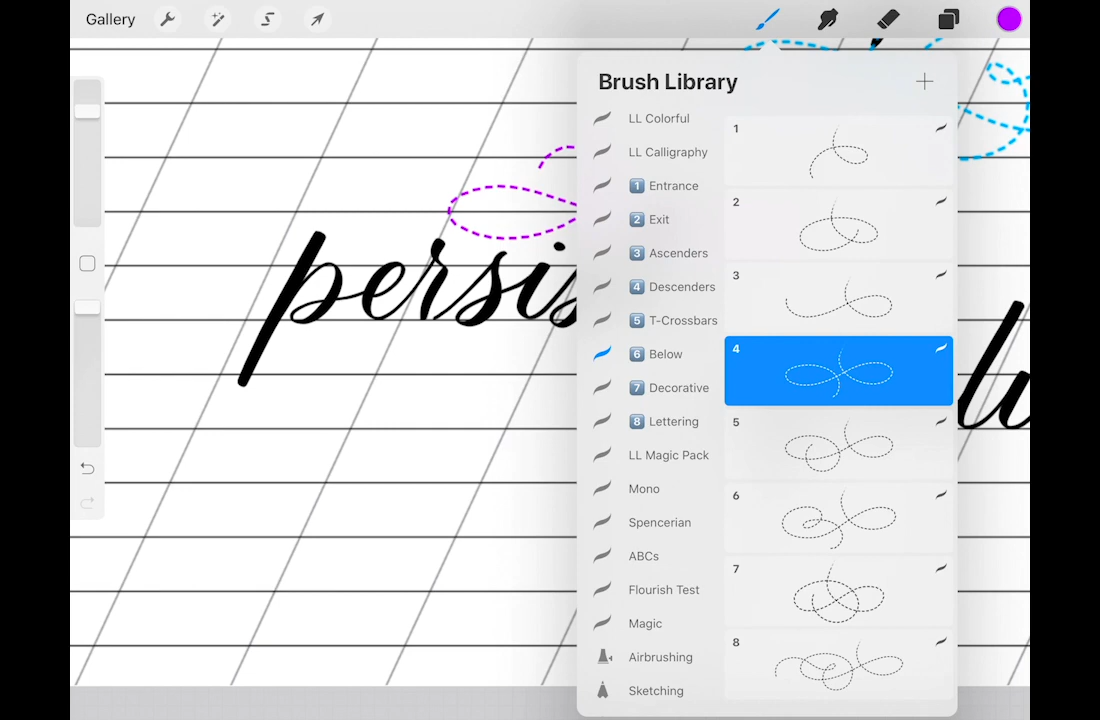 Gallery
Brush Library
LL Colorful
LL Calligraphy
1 Entrance
2 Exit
3 Ascenders
4 Descenders
5 T-Crossbars
6 Below
7 Decorative
8 Lettering
LL Magic Pack
Mono
Spencerian
ABCs
Flourish Test
Magic
Airbrushing
Sketching
1
2
3
4
5
6
7
8
persis